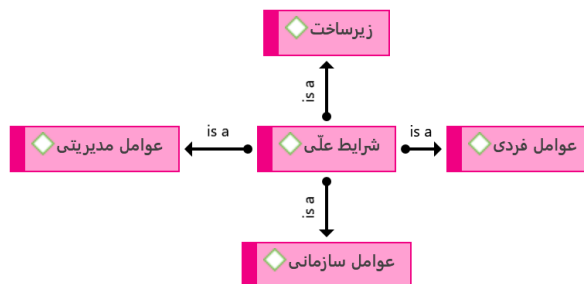 زیرساخت
is a
عوامل مدیریتی
is a
شرایط علّی
is a
عوامل فردی
is a
عوامل سازمانی